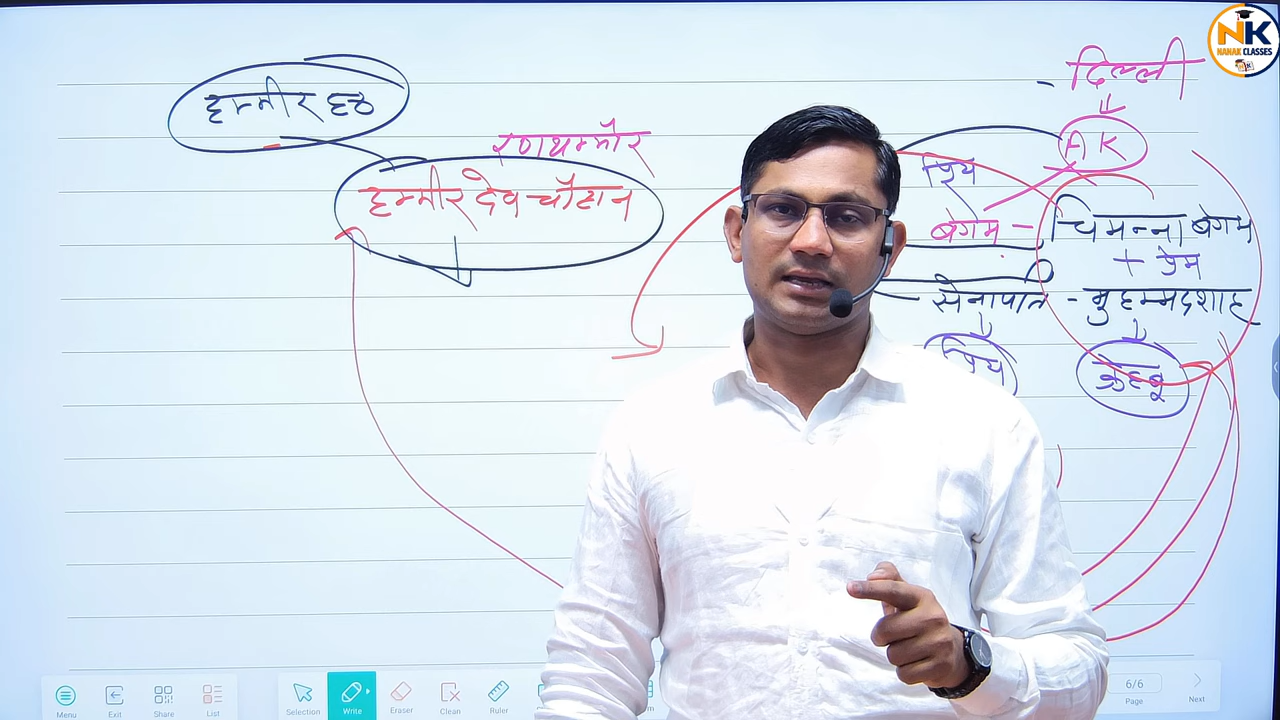 NK
NANAK CLASSES
दिल्ली
हम्मीर हठ
AK
रणथम्भौर
प्रिय
हम्मीर देव चौहान
बेगम - चिमन्ना बेगम
+ प्रेम
सेनापति - मुहम्मदशाह
प्रिय
Menu
Exit
Share
List
Selection
Write
Eraser
Clean
Ruler
6/6
Page
Next